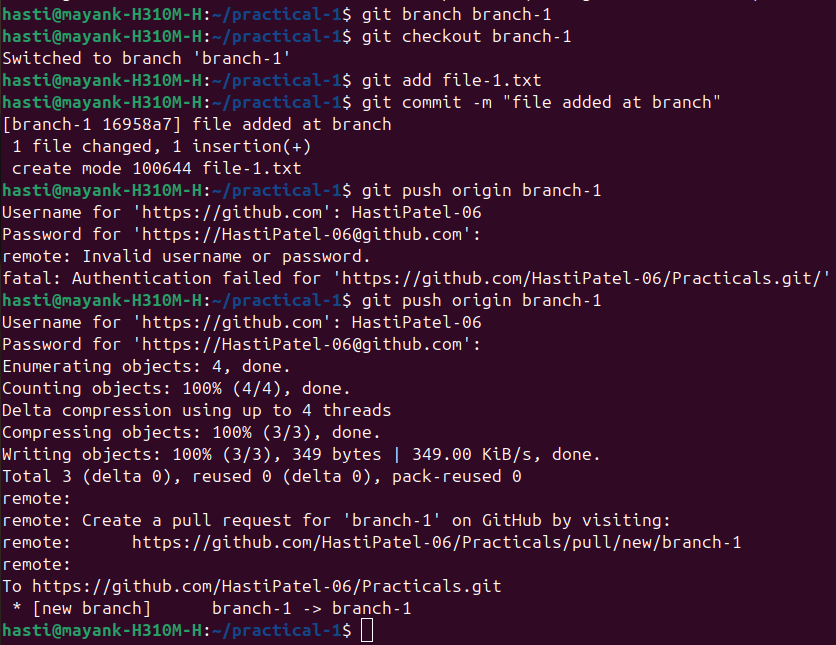 hasti@mayank-H310M-H:~/practical-1$ git branch branch-1
hasti@mayank-H310M-H:~/practical-1$ git checkout branch-1
Switched to branch 'branch-1'
hasti@mayank-H310M-H:~/practical-1$ git add file-1.txt
hasti@mayank-H310M-H:~/practical-1$ git commit -m "file added at branch"
[branch-1 16958a7] file added at branch
 1 file changed, 1 insertion(+)
 create mode 100644 file-1.txt
hasti@mayank-H310M-H:~/practical-1$ git push origin branch-1
Username for 'https://github.com': HastiPatel-06
Password for 'https://HastiPatel-06@github.com':
remote: Invalid username or password.
fatal: Authentication failed for 'https://github.com/HastiPatel-06/Practicals.git/'
hasti@mayank-H310M-H:~/practical-1$ git push origin branch-1
Username for 'https://github.com': HastiPatel-06
Password for 'https://HastiPatel-06@github.com':
Enumerating objects: 4, done.
Counting objects: 100% (4/4), done.
Delta compression using up to 4 threads
Compressing objects: 100% (3/3), done.
Writing objects: 100% (3/3), 349 bytes | 349.00 KiB/s, done.
Total 3 (delta 0), reused 0 (delta 0), pack-reused 0
remote:
remote: Create a pull request for 'branch-1' on GitHub by visiting:
remote:      https://github.com/HastiPatel-06/Practicals/pull/new/branch-1
remote:
To https://github.com/HastiPatel-06/Practicals.git
 * [new branch]      branch-1 -> branch-1
hasti@mayank-H310M-H:~/practical-1$